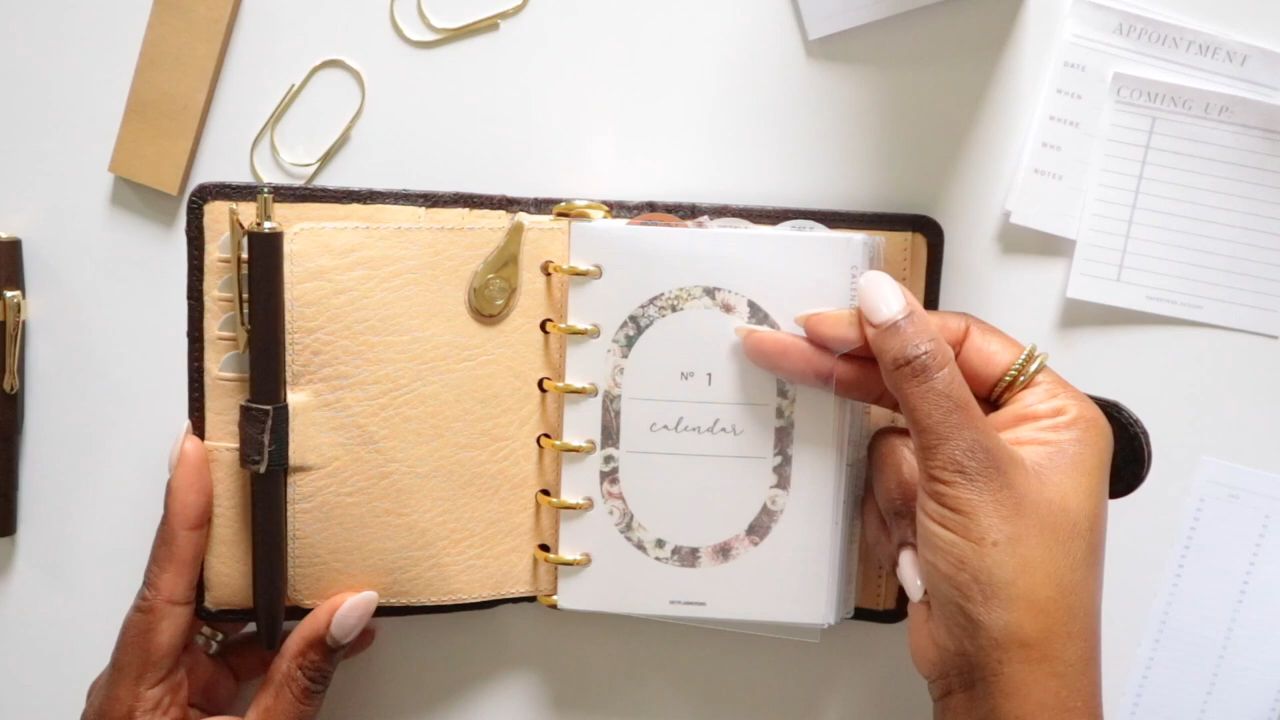 Nº 1
calendar
APPOINTMENT
DATE
WHEN
WHERE
WHO
NOTES
COMING UP: